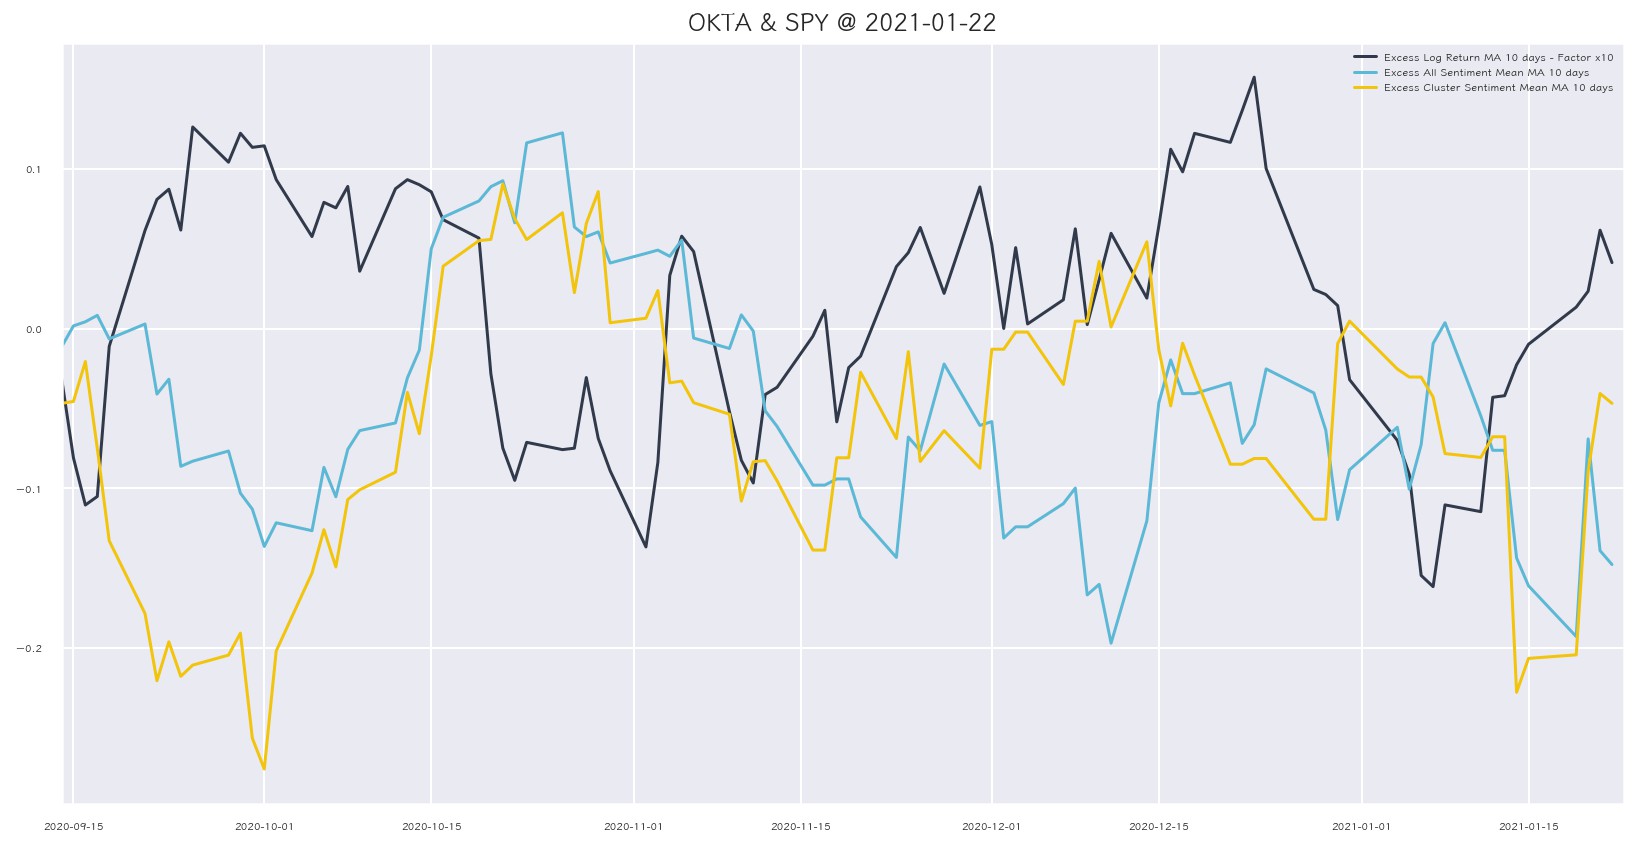 OKTA & SPY @ 2021-01-22
Excess Log Return MA 10 days - Factor x10
Excess All Sentiment Mean MA 10 days
Excess Cluster Sentiment Mean MA 10 days
0.1
0.0
−0.1
−0.2
2020-09-15 2020-10-01 2020-10-15 2020-11-01 2020-11-15 2020-12-01 2020-12-15 2021-01-01 2021-01-15